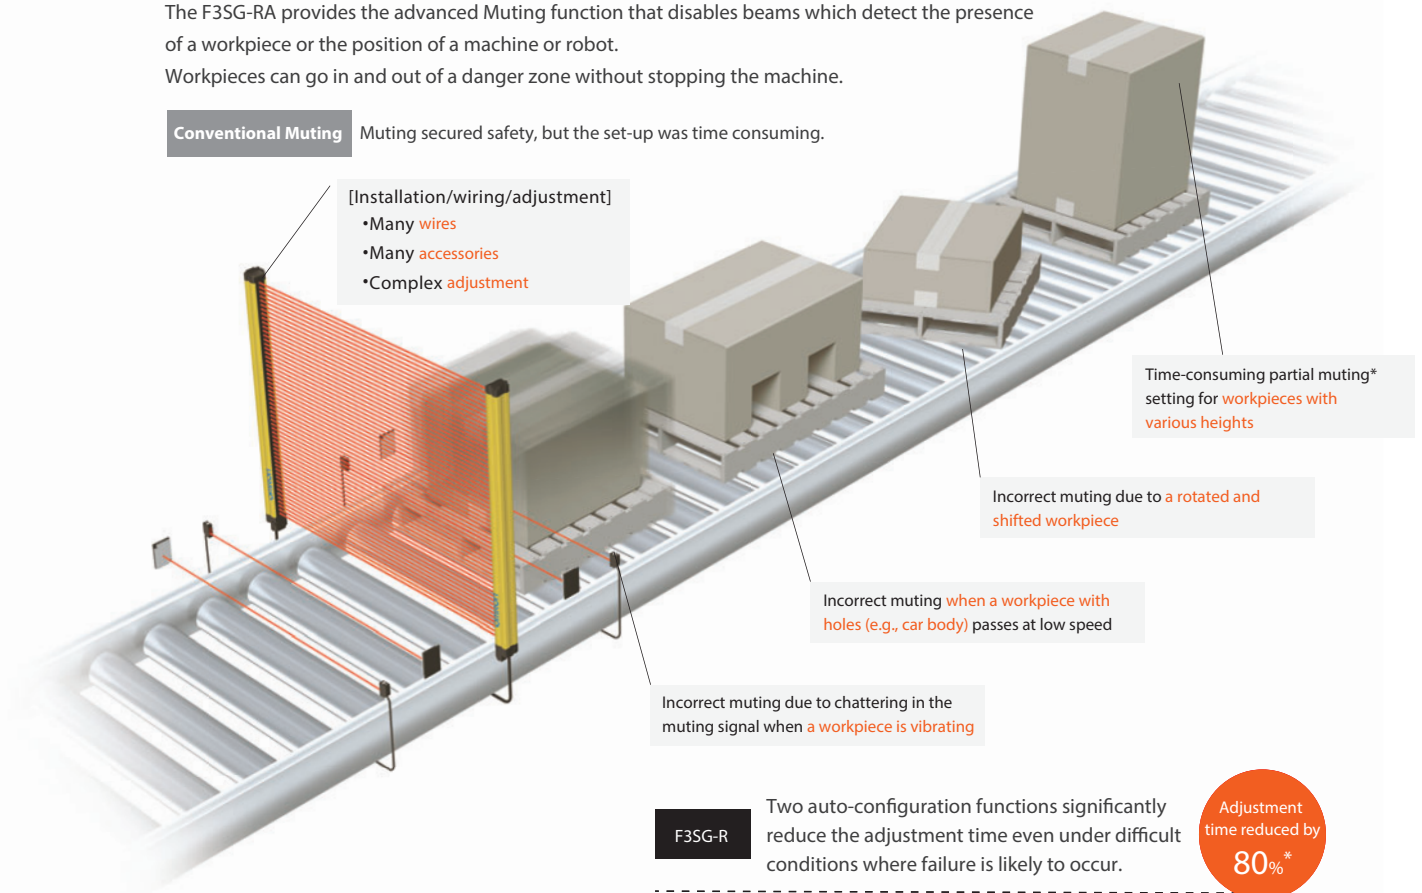 The F3SG-RA provides the advanced Muting function that disables beams which detect the presence
of a workpiece or the position of a machine or robot.
Workpieces can go in and out of a danger zone without stopping the machine.
Conventional Muting Muting secured safety, but the set-up was time consuming.
[Installation/wiring/adjustment]
•Many wires
•Many accessories
•Complex adjustment
Time-consuming partial muting*
setting for workpieces with
various heights
Incorrect muting due to a rotated and
shifted workpiece
Incorrect muting when a workpiece with
holes (e.g., car body) passes at low speed
Incorrect muting due to chattering in the
muting signal when a workpiece is vibrating
F3SG-R
Two auto-configuration functions significantly
reduce the adjustment time even under difficult
conditions where failure is likely to occur.
Adjustment
time reduced by
80%*